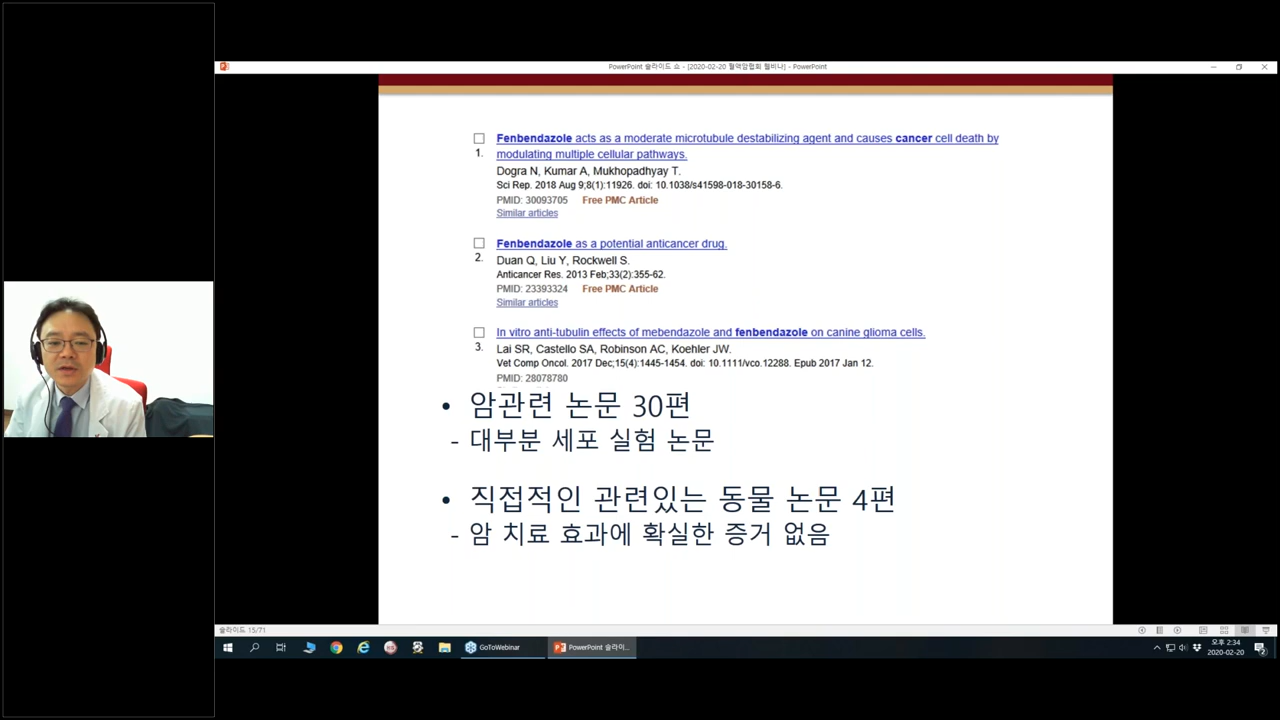 PowerPoint 슬라이드 쇼 - [2020-02-20 혈액암협회 웹비나] - PowerPoint
Fenbendazole acts as a moderate microtubule destabilizing agent and causes cancer cell death by
1. modulating multiple cellular pathways.
Dogra N, Kumar A, Mukhopadhyay T.
Sci Rep. 2018 Aug 9;8(1):11926. doi: 10.1038/s41598-018-30158-6.
PMID: 30093705 Free PMC Article
Similar articles
Fenbendazole as a potential anticancer drug.
2. Duan Q, Liu Y, Rockwell S.
Anticancer Res. 2013 Feb;33(2):355-62.
PMID: 23393324 Free PMC Article
Similar articles
In vitro anti-tubulin effects of mebendazole and fenbendazole on canine glioma cells.
3. Lai SR, Castello SA, Robinson AC, Koehler JW.
Vet Comp Oncol. 2017 Dec;15(4):1445-1454. doi: 10.1111/vco.12288. Epub 2017 Jan 12.
PMID: 28078780
• 암관련 논문 30편
- 대부분 세포 실험 논문
• 직접적인 관련있는 동물 논문 4편
- 암 치료 효과에 확실한 증거 없음
슬라이드 15/71
GoToWebinar
PowerPoint 슬라이...
오후 2:34
2020-02-20